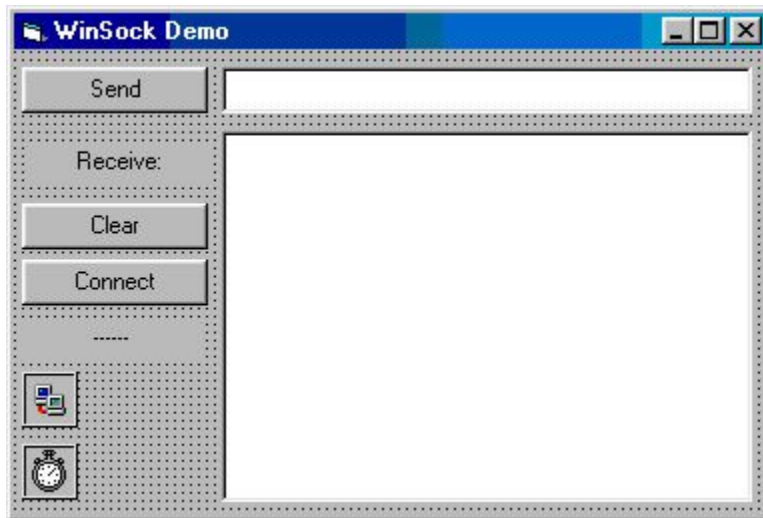 WinSock Demo
Send
Receive:
Clear
Connect
------